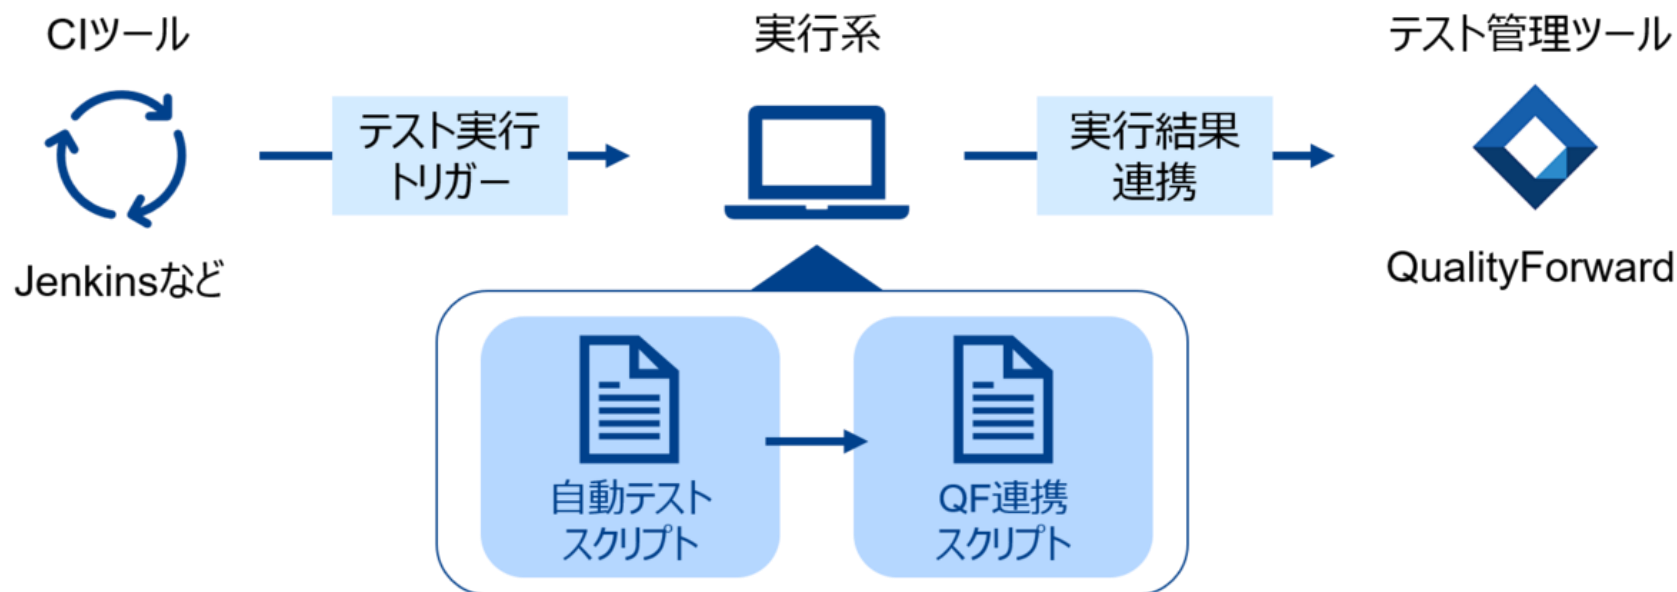 CIツール
実行系
テスト管理ツール
テスト実行
トリガー
実行結果
連携
Jenkinsなど
QualityForward
自動テスト
スクリプト
QF連携
スクリプト